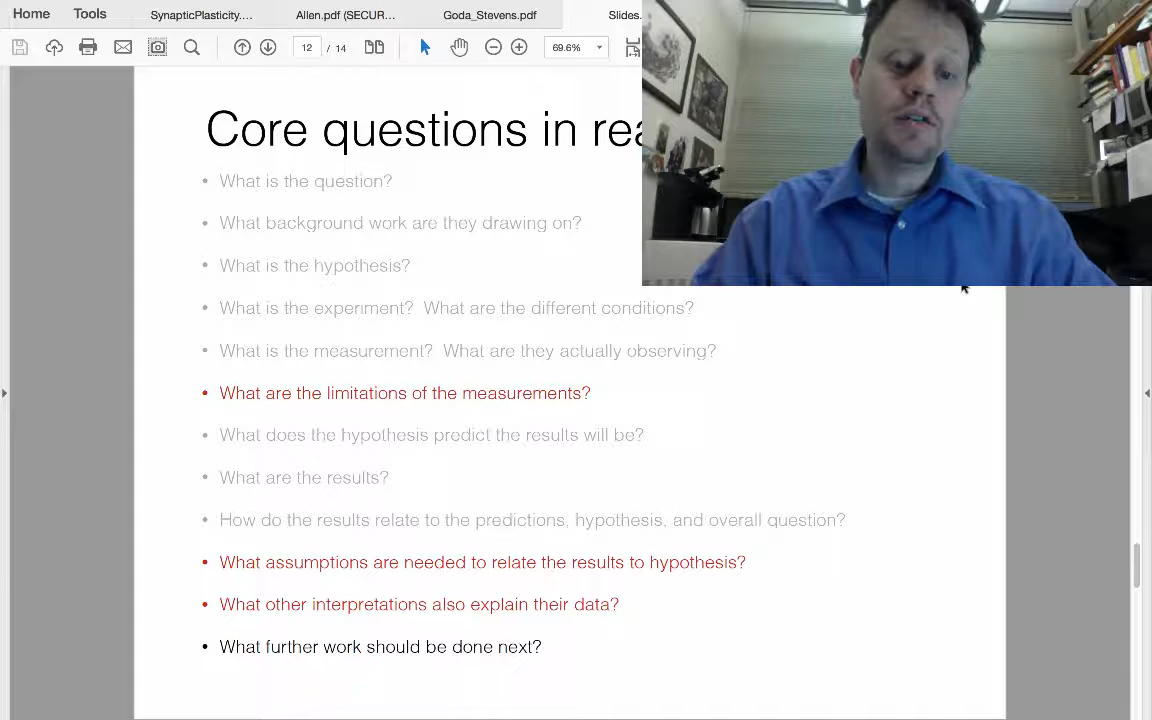 Home Tools SynapticPlasticity.... Allen.pdf (SECUR... Goda_Stevens.pdf Slides.
12 / 14 69.6%
Core questions in rea
• What is the question?
• What background work are they drawing on?
• What is the hypothesis?
• What is the experiment? What are the different conditions?
• What is the measurement? What are they actually observing?
• What are the limitations of the measurements?
• What does the hypothesis predict the results will be?
• What are the results?
• How do the results relate to the predictions, hypothesis, and overall question?
• What assumptions are needed to relate the results to hypothesis?
• What other interpretations also explain their data?
• What further work should be done next?